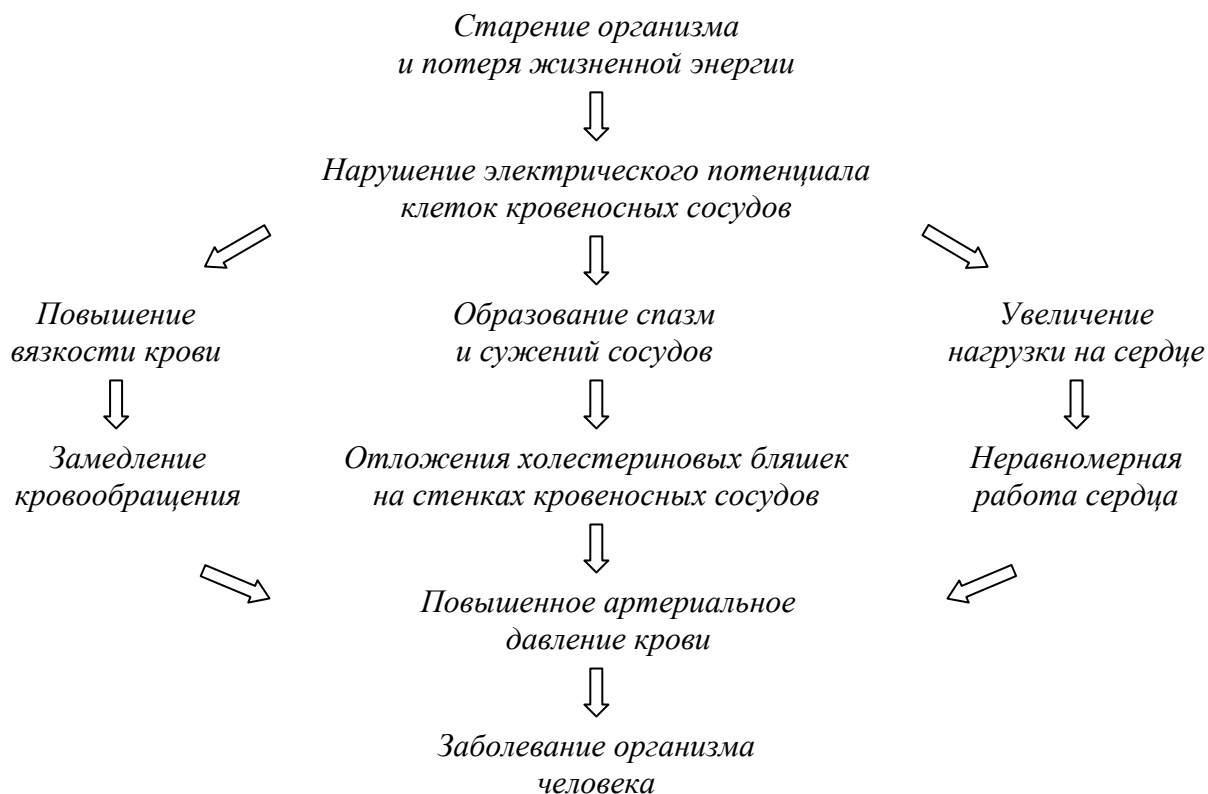 Старение организма
и потеря жизненной энергии
Нарушение электрического потенциала
клеток кровеносных сосудов
Повышение
вязкости крови
Образование спазм
и сужений сосудов
Увеличение
нагрузки на сердце
Замедление
кровообращения
Отложения холестериновых бляшек
на стенках кровеносных сосудов
Неравномерная
работа сердца
Повышенное артериальное
давление крови
Заболевание организма
человека